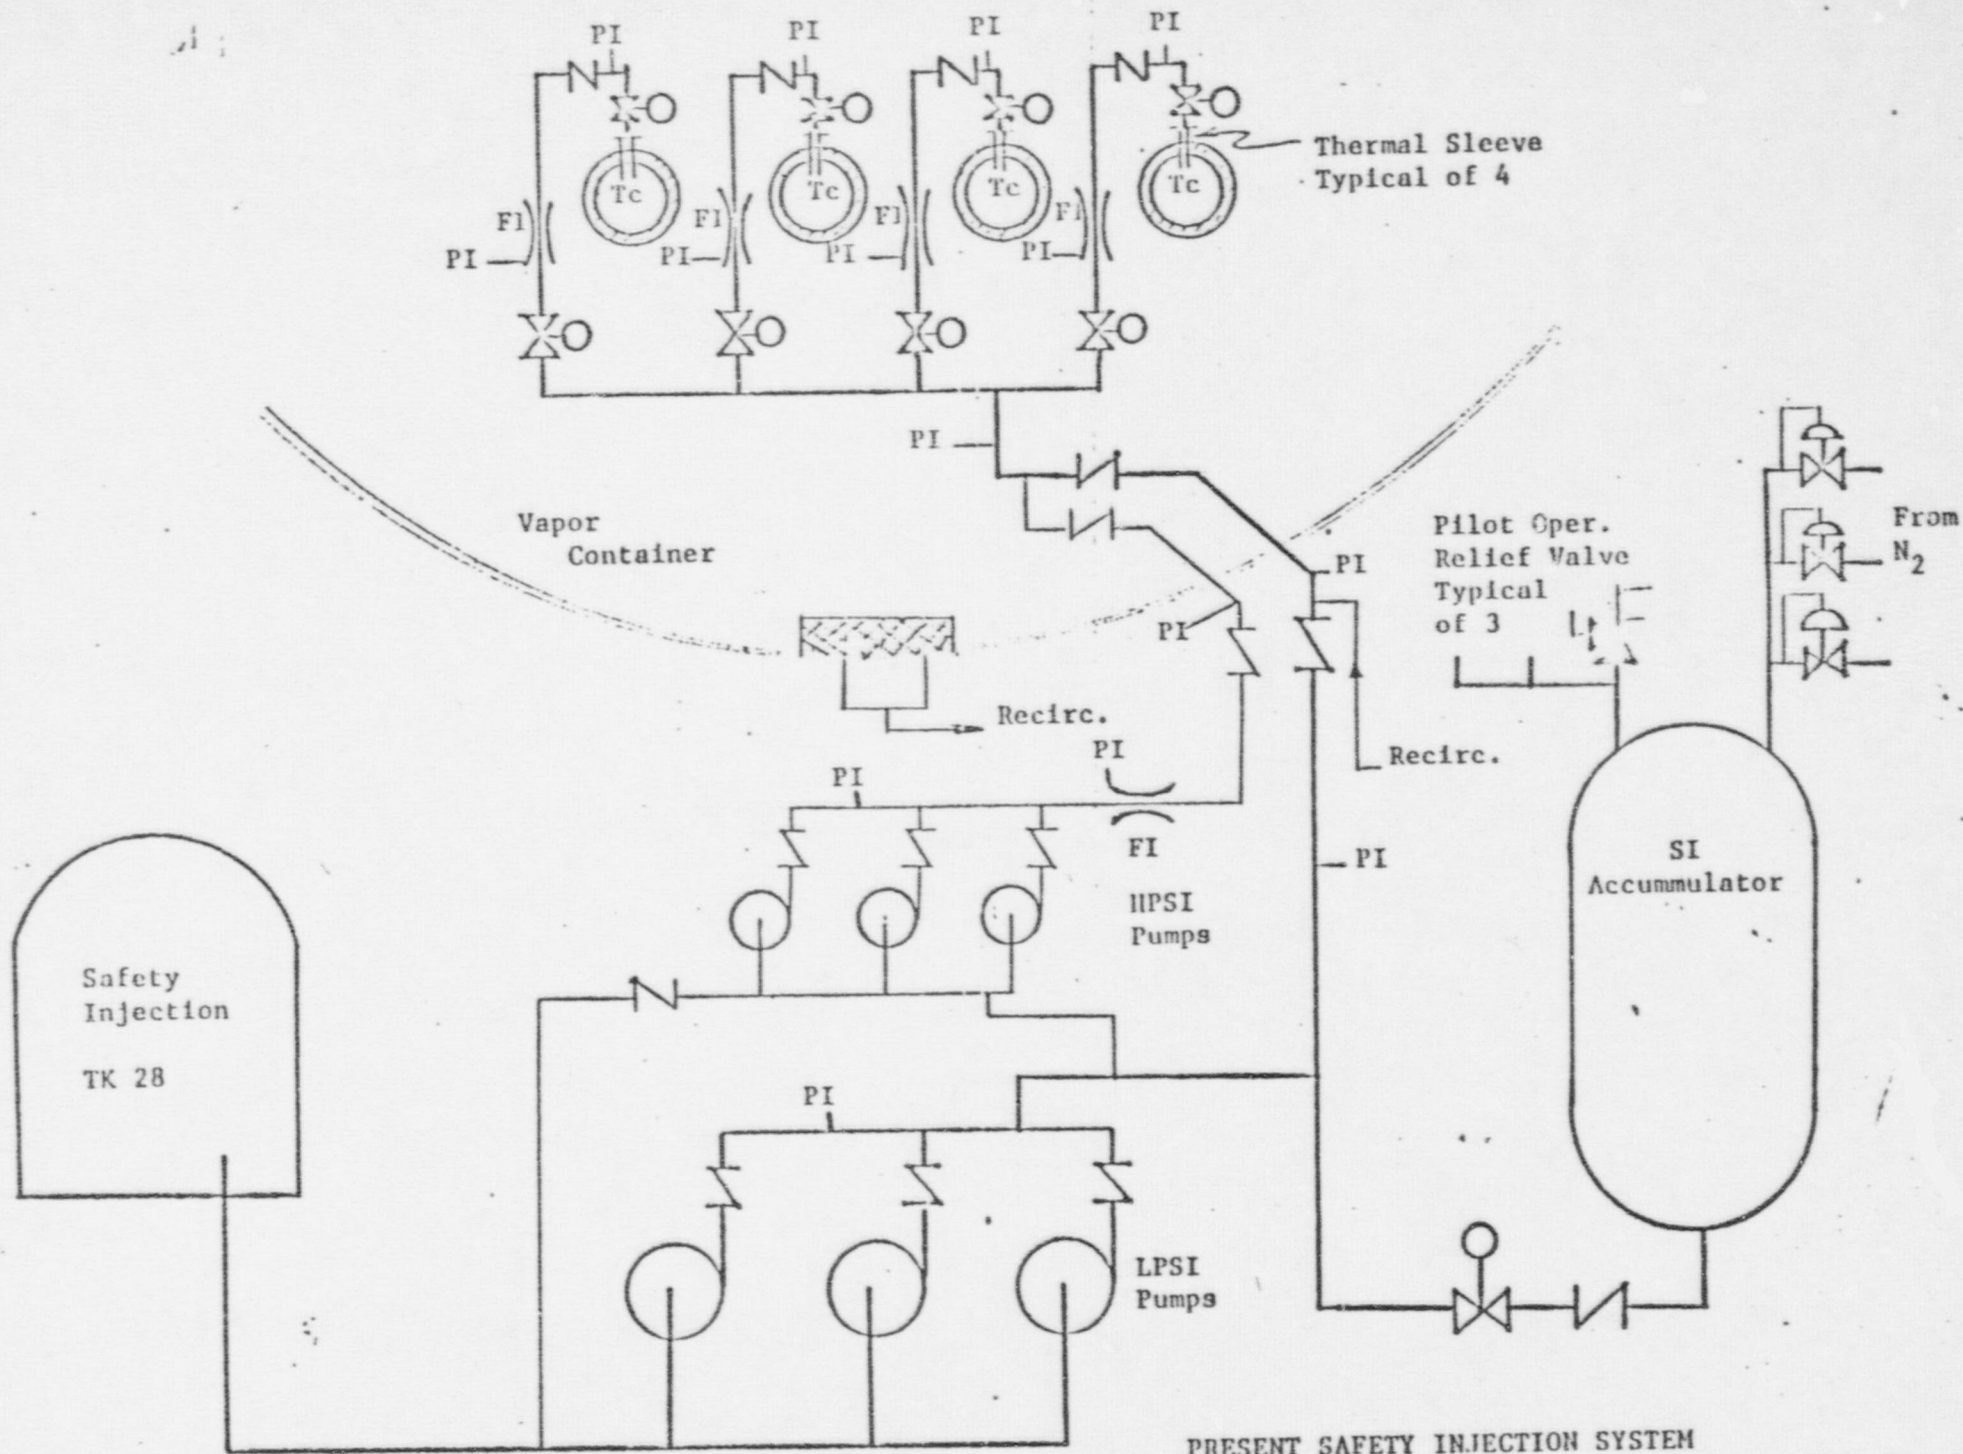 PI
PI
PI
PI
Thermal Sleeve
Typical of 4
Tc
Tc
Tc
Tc
FI
FI
FI
FI
PI
PI
PI
PI
PI
Vapor
Container
Pilot Oper.
Relief Valve
Typical
of 3
From
N2
PI
PI
Recirc.
Recirc.
PI
PI
FI
PI
HPSI
Pumps
SI
Accummulator
Safety
Injection
TK 28
PI
LPSI
Pumps
PRESENT SAFETY INJECTION SYSTEM